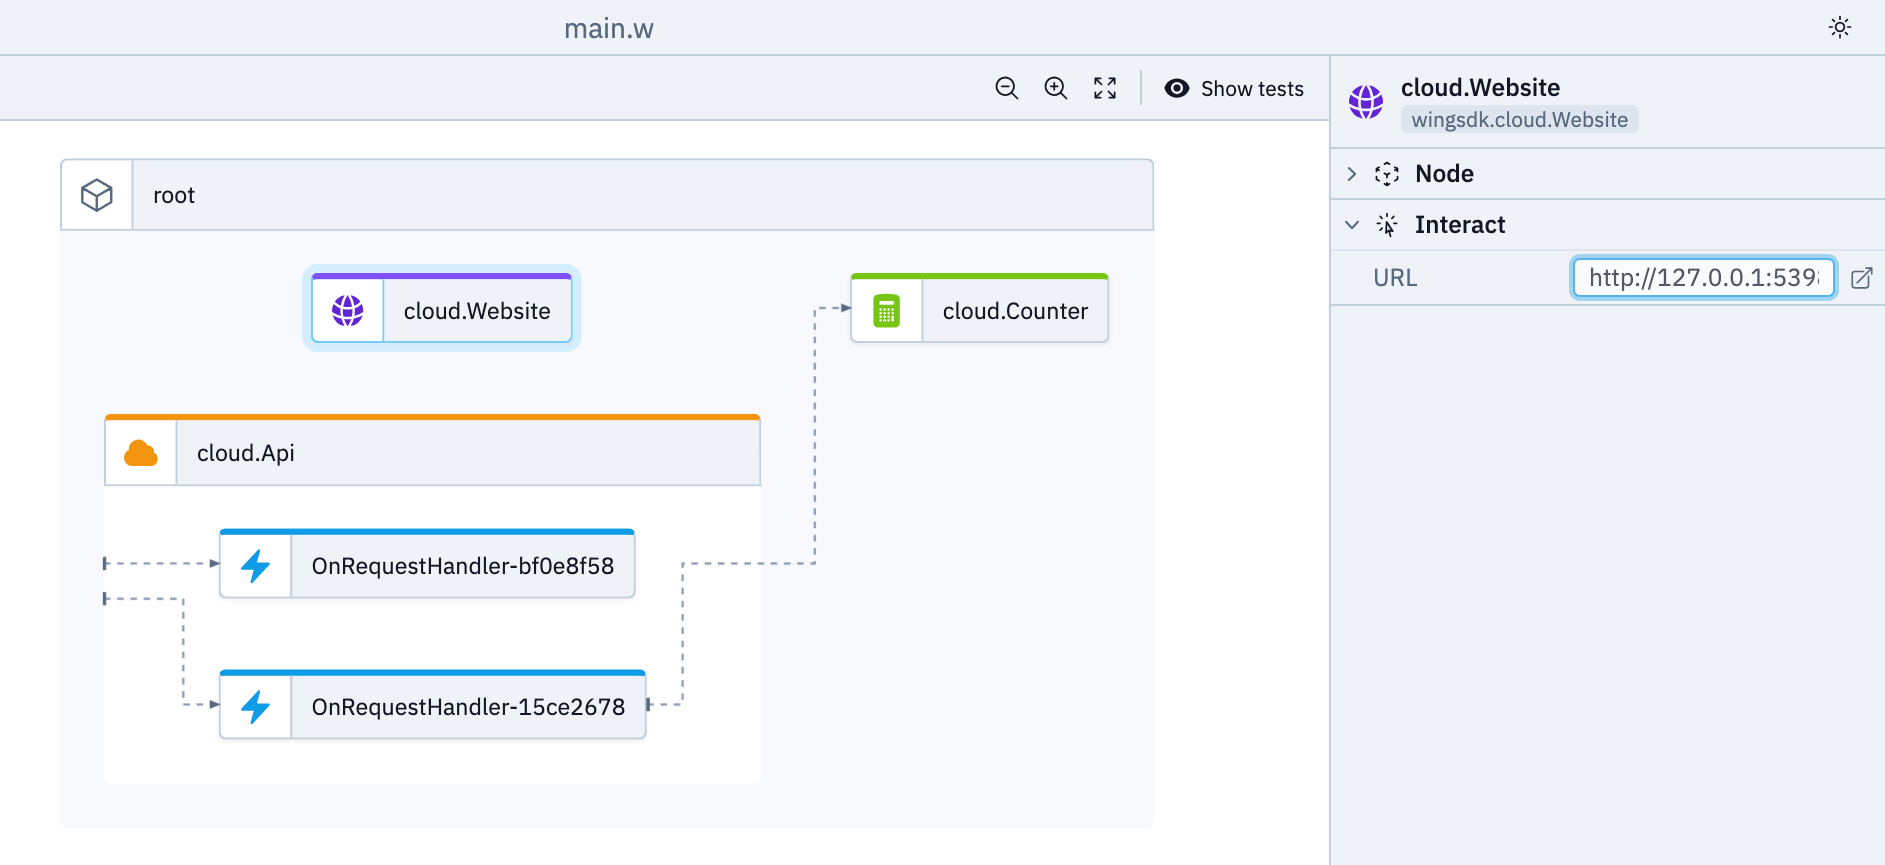 main.w
Show tests
cloud.Website
wingsdk.cloud.Website
Node
Interact
URL
http://127.0.0.1:539
root
cloud.Website
cloud.Counter
cloud.Api
OnRequestHandler-bf0e8f58
OnRequestHandler-15ce2678